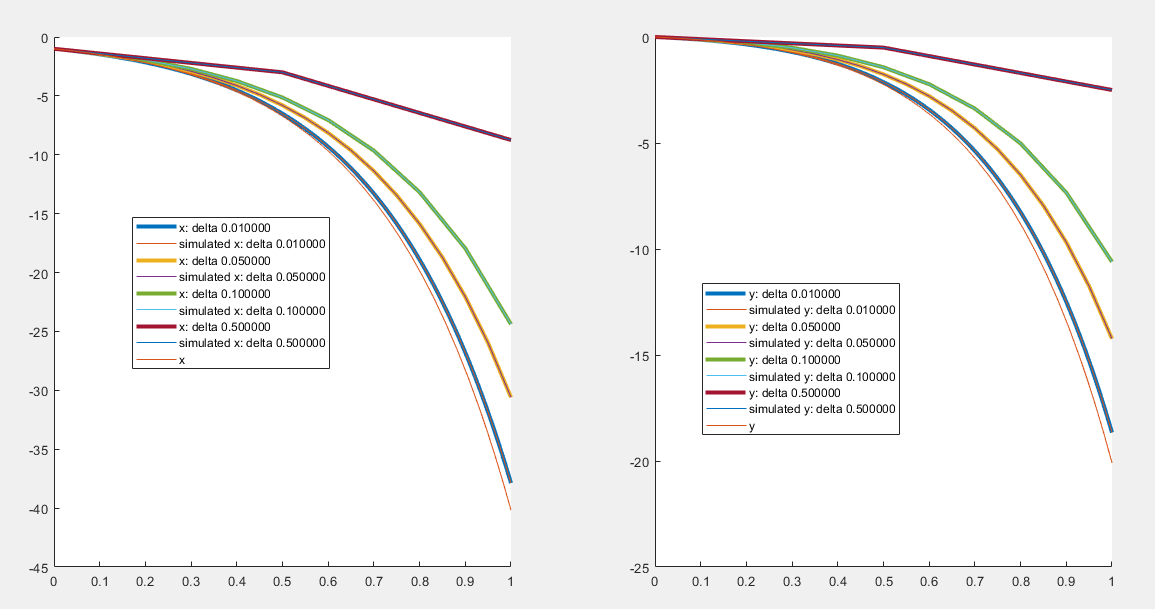 0
-5
-10
-15
-20
-25
-30
-35
-40
-45
0 0.1 0.2 0.3 0.4 0.5 0.6 0.7 0.8 0.9 1
x: delta 0.010000
simulated x: delta 0.010000
x: delta 0.050000
simulated x: delta 0.050000
x: delta 0.100000
simulated x: delta 0.100000
x: delta 0.500000
simulated x: delta 0.500000
x
0
-5
-10
-15
-20
-25
0 0.1 0.2 0.3 0.4 0.5 0.6 0.7 0.8 0.9 1
y: delta 0.010000
simulated y: delta 0.010000
y: delta 0.050000
simulated y: delta 0.050000
y: delta 0.100000
simulated y: delta 0.100000
y: delta 0.500000
simulated y: delta 0.500000
y